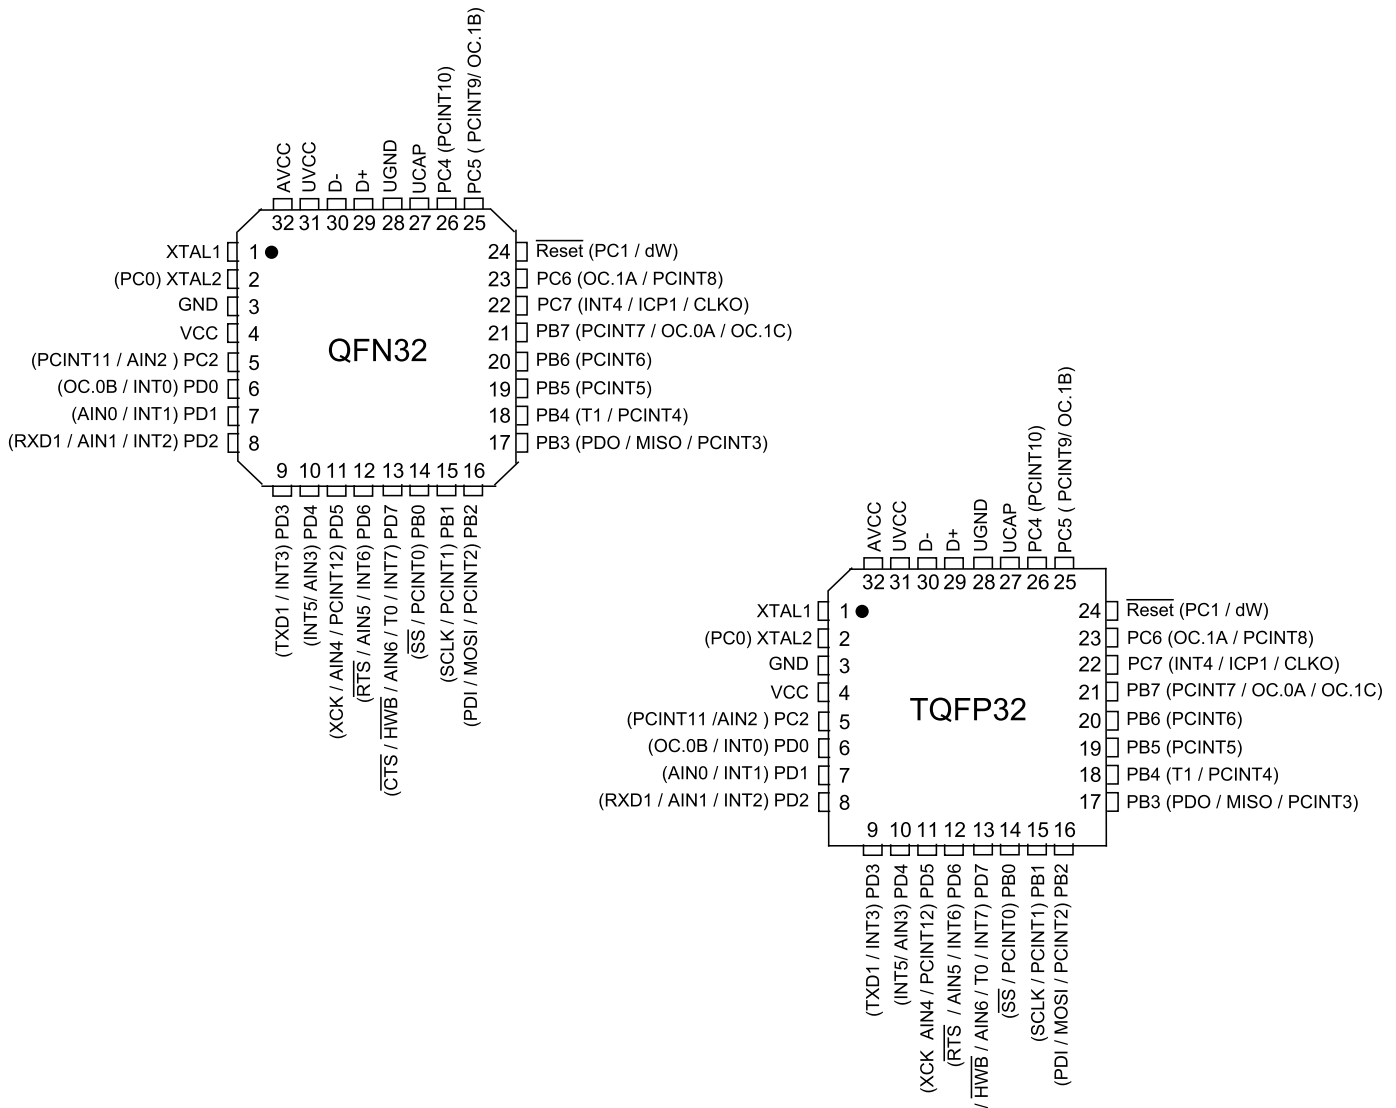 AVCC
UVCC
D-
D+
UGND
UCAP
PC4 (PCINT10)
PC5 ( PCINT9/ OC.1B)
32 31 30 29 28 27 26 25
XTAL1 1
(PC0) XTAL2 2
GND 3
VCC 4
(PCINT11 / AIN2 ) PC2 5
(OC.0B / INT0) PD0 6
(AIN0 / INT1) PD1 7
(RXD1 / AIN1 / INT2) PD2 8
QFN32
24 Reset (PC1 / dW)
23 PC6 (OC.1A / PCINT8)
22 PC7 (INT4 / ICP1 / CLKO)
21 PB7 (PCINT7 / OC.0A / OC.1C)
20 PB6 (PCINT6)
19 PB5 (PCINT5)
18 PB4 (T1 / PCINT4)
17 PB3 (PDO / MISO / PCINT3)
9 10 11 12 13 14 15 16
(TXD1 / INT3) PD3
(INT5/ AIN3) PD4
(XCK / AIN4 / PCINT12) PD5
(RTS / AIN5 / INT6) PD6
(CTS / HWB / AIN6 / T0 / INT7) PD7
(SS / PCINT0) PB0
(SCLK / PCINT1) PB1
(PDI / MOSI / PCINT2) PB2
AVCC
UVCC
D-
D+
UGND
UCAP
PC4 (PCINT10)
PC5 ( PCINT9/ OC.1B)
32 31 30 29 28 27 26 25
XTAL1 1
(PC0) XTAL2 2
GND 3
VCC 4
(PCINT11 /AIN2 ) PC2 5
(OC.0B / INT0) PD0 6
(AIN0 / INT1) PD1 7
(RXD1 / AIN1 / INT2) PD2 8
TQFP32
24 Reset (PC1 / dW)
23 PC6 (OC.1A / PCINT8)
22 PC7 (INT4 / ICP1 / CLKO)
21 PB7 (PCINT7 / OC.0A / OC.1C)
20 PB6 (PCINT6)
19 PB5 (PCINT5)
18 PB4 (T1 / PCINT4)
17 PB3 (PDO / MISO / PCINT3)
9 10 11 12 13 14 15 16
(TXD1 / INT3) PD3
(INT5/ AIN3) PD4
(XCK AIN4 / PCINT12) PD5
(RTS / AIN5 / INT6) PD6
/ HWB / AIN6 / T0 / INT7) PD7
(SS / PCINT0) PB0
(SCLK / PCINT1) PB1
(PDI / MOSI / PCINT2) PB2